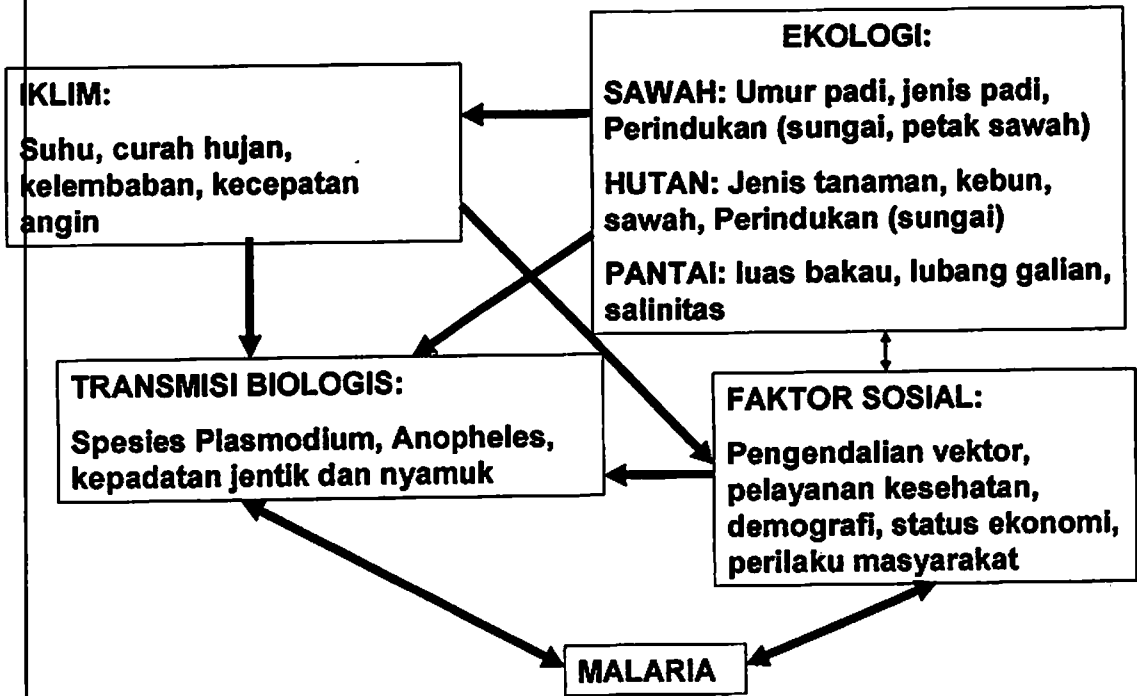 IKLIM:
Suhu, curah hujan,
kelembaban, kecepatan
angin
EKOLOGI:
SAWAH: Umur padi, jenis padi,
Perindukan (sungai, petak sawah)
HUTAN: Jenis tanaman, kebun,
sawah, Perindukan (sungai)
PANTAI: luas bakau, lubang galian,
salinitas
TRANSMISI BIOLOGIS:
Spesies Plasmodium, Anopheles,
kepadatan jentik dan nyamuk
FAKTOR SOSIAL:
Pengendalian vektor,
pelayanan kesehatan,
demografi, status ekonomi,
perilaku masyarakat
MALARIA